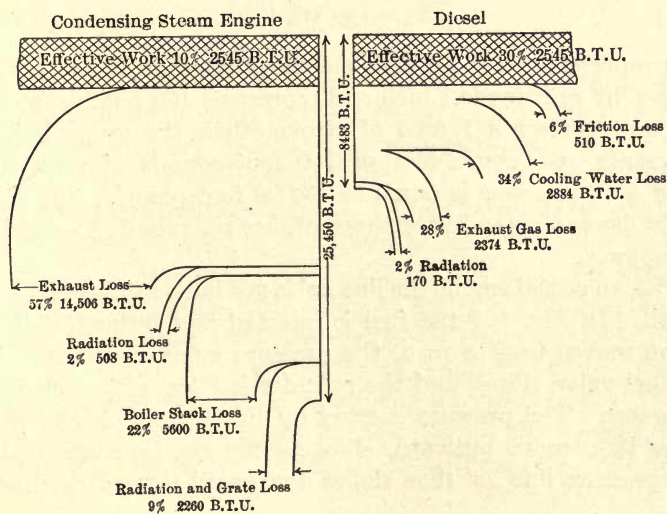 Condensing Steam Engine
Effective Work 10% 2545 B.T.U.
Exhaust Loss
57% 14,506 B.T.U.
Radiation Loss
2% 508 B.T.U.
Boiler Stack Loss
22% 5600 B.T.U.
Radiation and Grate Loss
9% 2260 B.T.U.
25,450 B.T.U.
Diesel
Effective Work 30% 2545 B.T.U.
8483 B.T.U.
6% Friction Loss
510 B.T.U.
34% Cooling Water Loss
2884 B.T.U.
28% Exhaust Gas Loss
2374 B.T.U.
2% Radiation
170 B.T.U.